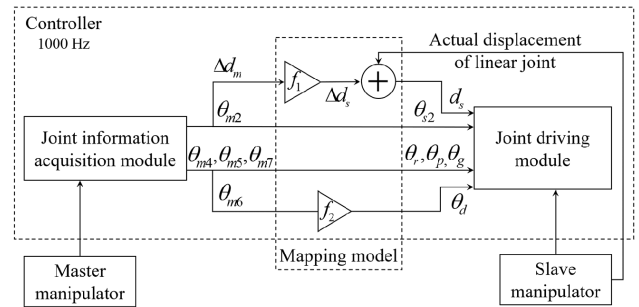 Controller
1000 Hz
Actual displacement
of linear joint
Δd_m
f_1
Δd_s
+
d_s
θ_m2
θ_s2
Joint information
acquisition module
Joint driving
module
θ_m4, θ_m5, θ_m7
θ_r, θ_p, θ_g
θ_m6
f_2
θ_d
Mapping model
Master
manipulator
Slave
manipulator